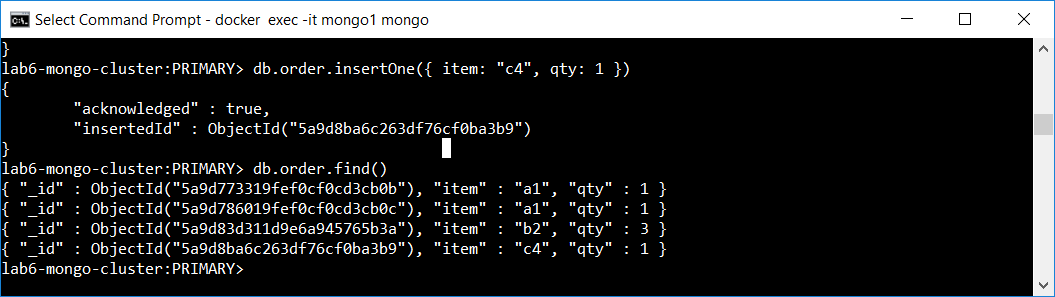 Select Command Prompt - docker  exec -it mongo1 mongo
}
lab6-mongo-cluster:PRIMARY> db.order.insertOne({ item: "c4", qty: 1 })
{
        "acknowledged" : true,
        "insertedId" : ObjectId("5a9d8ba6c263df76cf0ba3b9")
}
lab6-mongo-cluster:PRIMARY> db.order.find()
{ "_id" : ObjectId("5a9d773319fef0cf0cd3cb0b"), "item" : "a1", "qty" : 1 }
{ "_id" : ObjectId("5a9d786019fef0cf0cd3cb0c"), "item" : "a1", "qty" : 1 }
{ "_id" : ObjectId("5a9d83d311d9e6a945765b3a"), "item" : "b2", "qty" : 3 }
{ "_id" : ObjectId("5a9d8ba6c263df76cf0ba3b9"), "item" : "c4", "qty" : 1 }
lab6-mongo-cluster:PRIMARY>